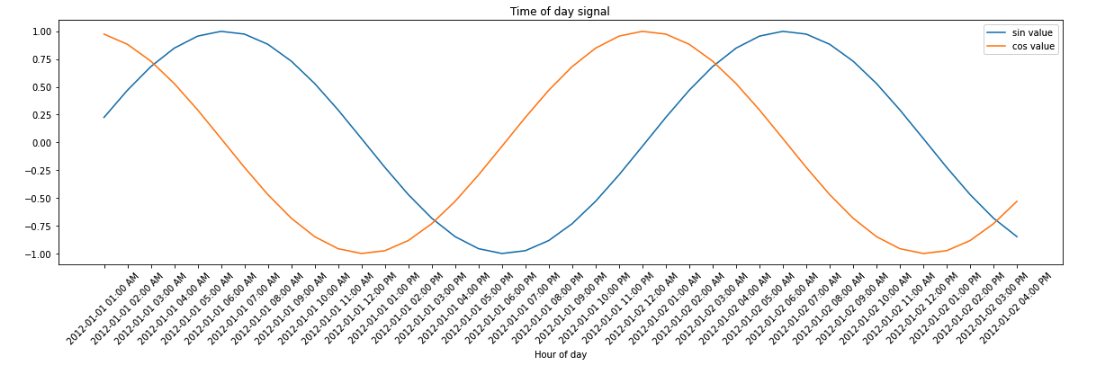 Time of day signal
sin value
cos value
1.00
0.75
0.50
0.25
0.00
−0.25
−0.50
−0.75
−1.00
2012-01-01 01:00 AM
2012-01-01 02:00 AM
2012-01-01 03:00 AM
2012-01-01 04:00 AM
2012-01-01 05:00 AM
2012-01-01 06:00 AM
2012-01-01 07:00 AM
2012-01-01 08:00 AM
2012-01-01 09:00 AM
2012-01-01 10:00 AM
2012-01-01 11:00 AM
2012-01-01 12:00 PM
2012-01-01 01:00 PM
2012-01-01 02:00 PM
2012-01-01 03:00 PM
2012-01-01 04:00 PM
2012-01-01 05:00 PM
2012-01-01 06:00 PM
2012-01-01 07:00 PM
2012-01-01 08:00 PM
2012-01-01 09:00 PM
2012-01-01 10:00 PM
2012-01-01 11:00 PM
2012-01-02 12:00 AM
2012-01-02 01:00 AM
2012-01-02 02:00 AM
2012-01-02 03:00 AM
2012-01-02 04:00 AM
2012-01-02 05:00 AM
2012-01-02 06:00 AM
2012-01-02 07:00 AM
2012-01-02 08:00 AM
2012-01-02 09:00 AM
2012-01-02 10:00 AM
2012-01-02 11:00 AM
2012-01-02 12:00 PM
2012-01-02 01:00 PM
2012-01-02 02:00 PM
2012-01-02 03:00 PM
2012-01-02 04:00 PM
Hour of day